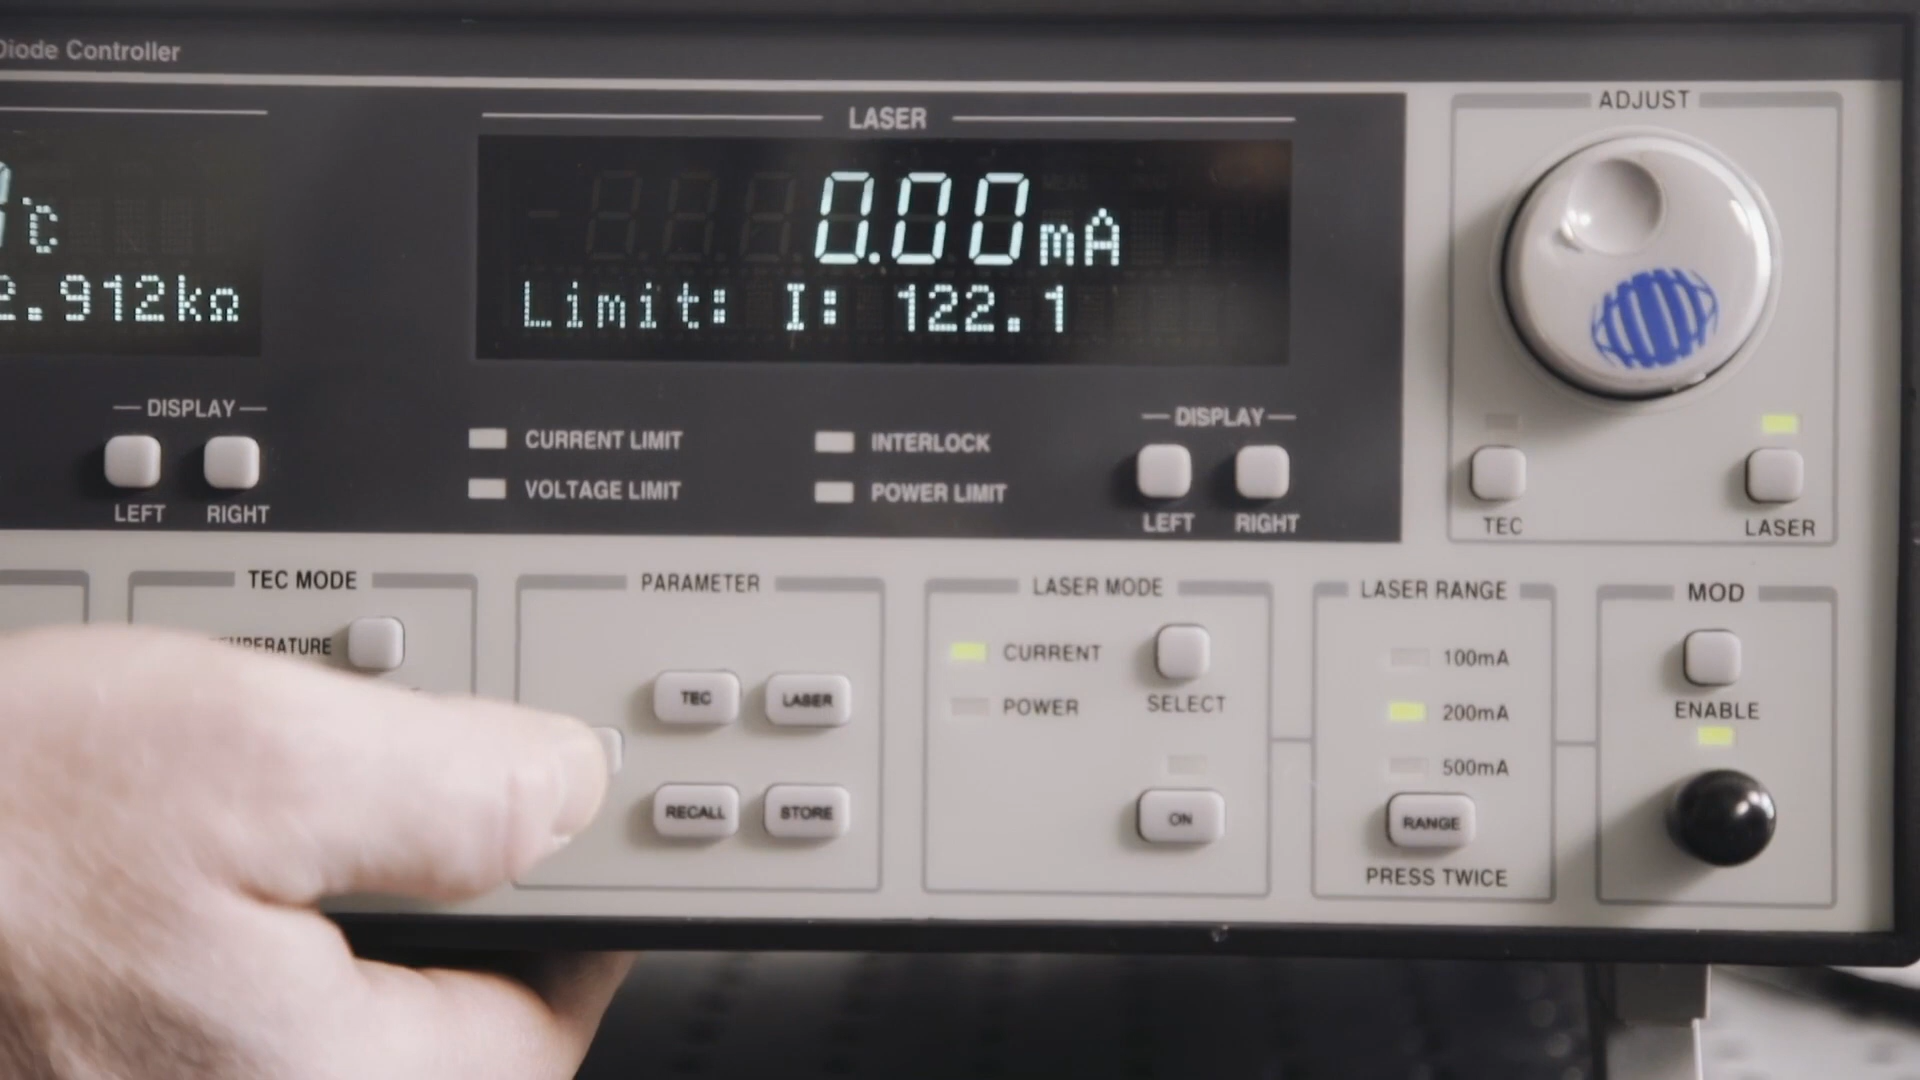 Diode Controller
LASER
ADJUST
0.00mA
°C
2.912kΩ
Limit: I: 122.1
DISPLAY
LEFT
RIGHT
CURRENT LIMIT
INTERLOCK
VOLTAGE LIMIT
POWER LIMIT
DISPLAY
LEFT
RIGHT
TEC
LASER
TEC MODE
PARAMETER
TEC
LASER
RECALL
STORE
LASER MODE
CURRENT
POWER
SELECT
ON
LASER RANGE
100mA
200mA
500mA
RANGE
PRESS TWICE
MOD
ENABLE